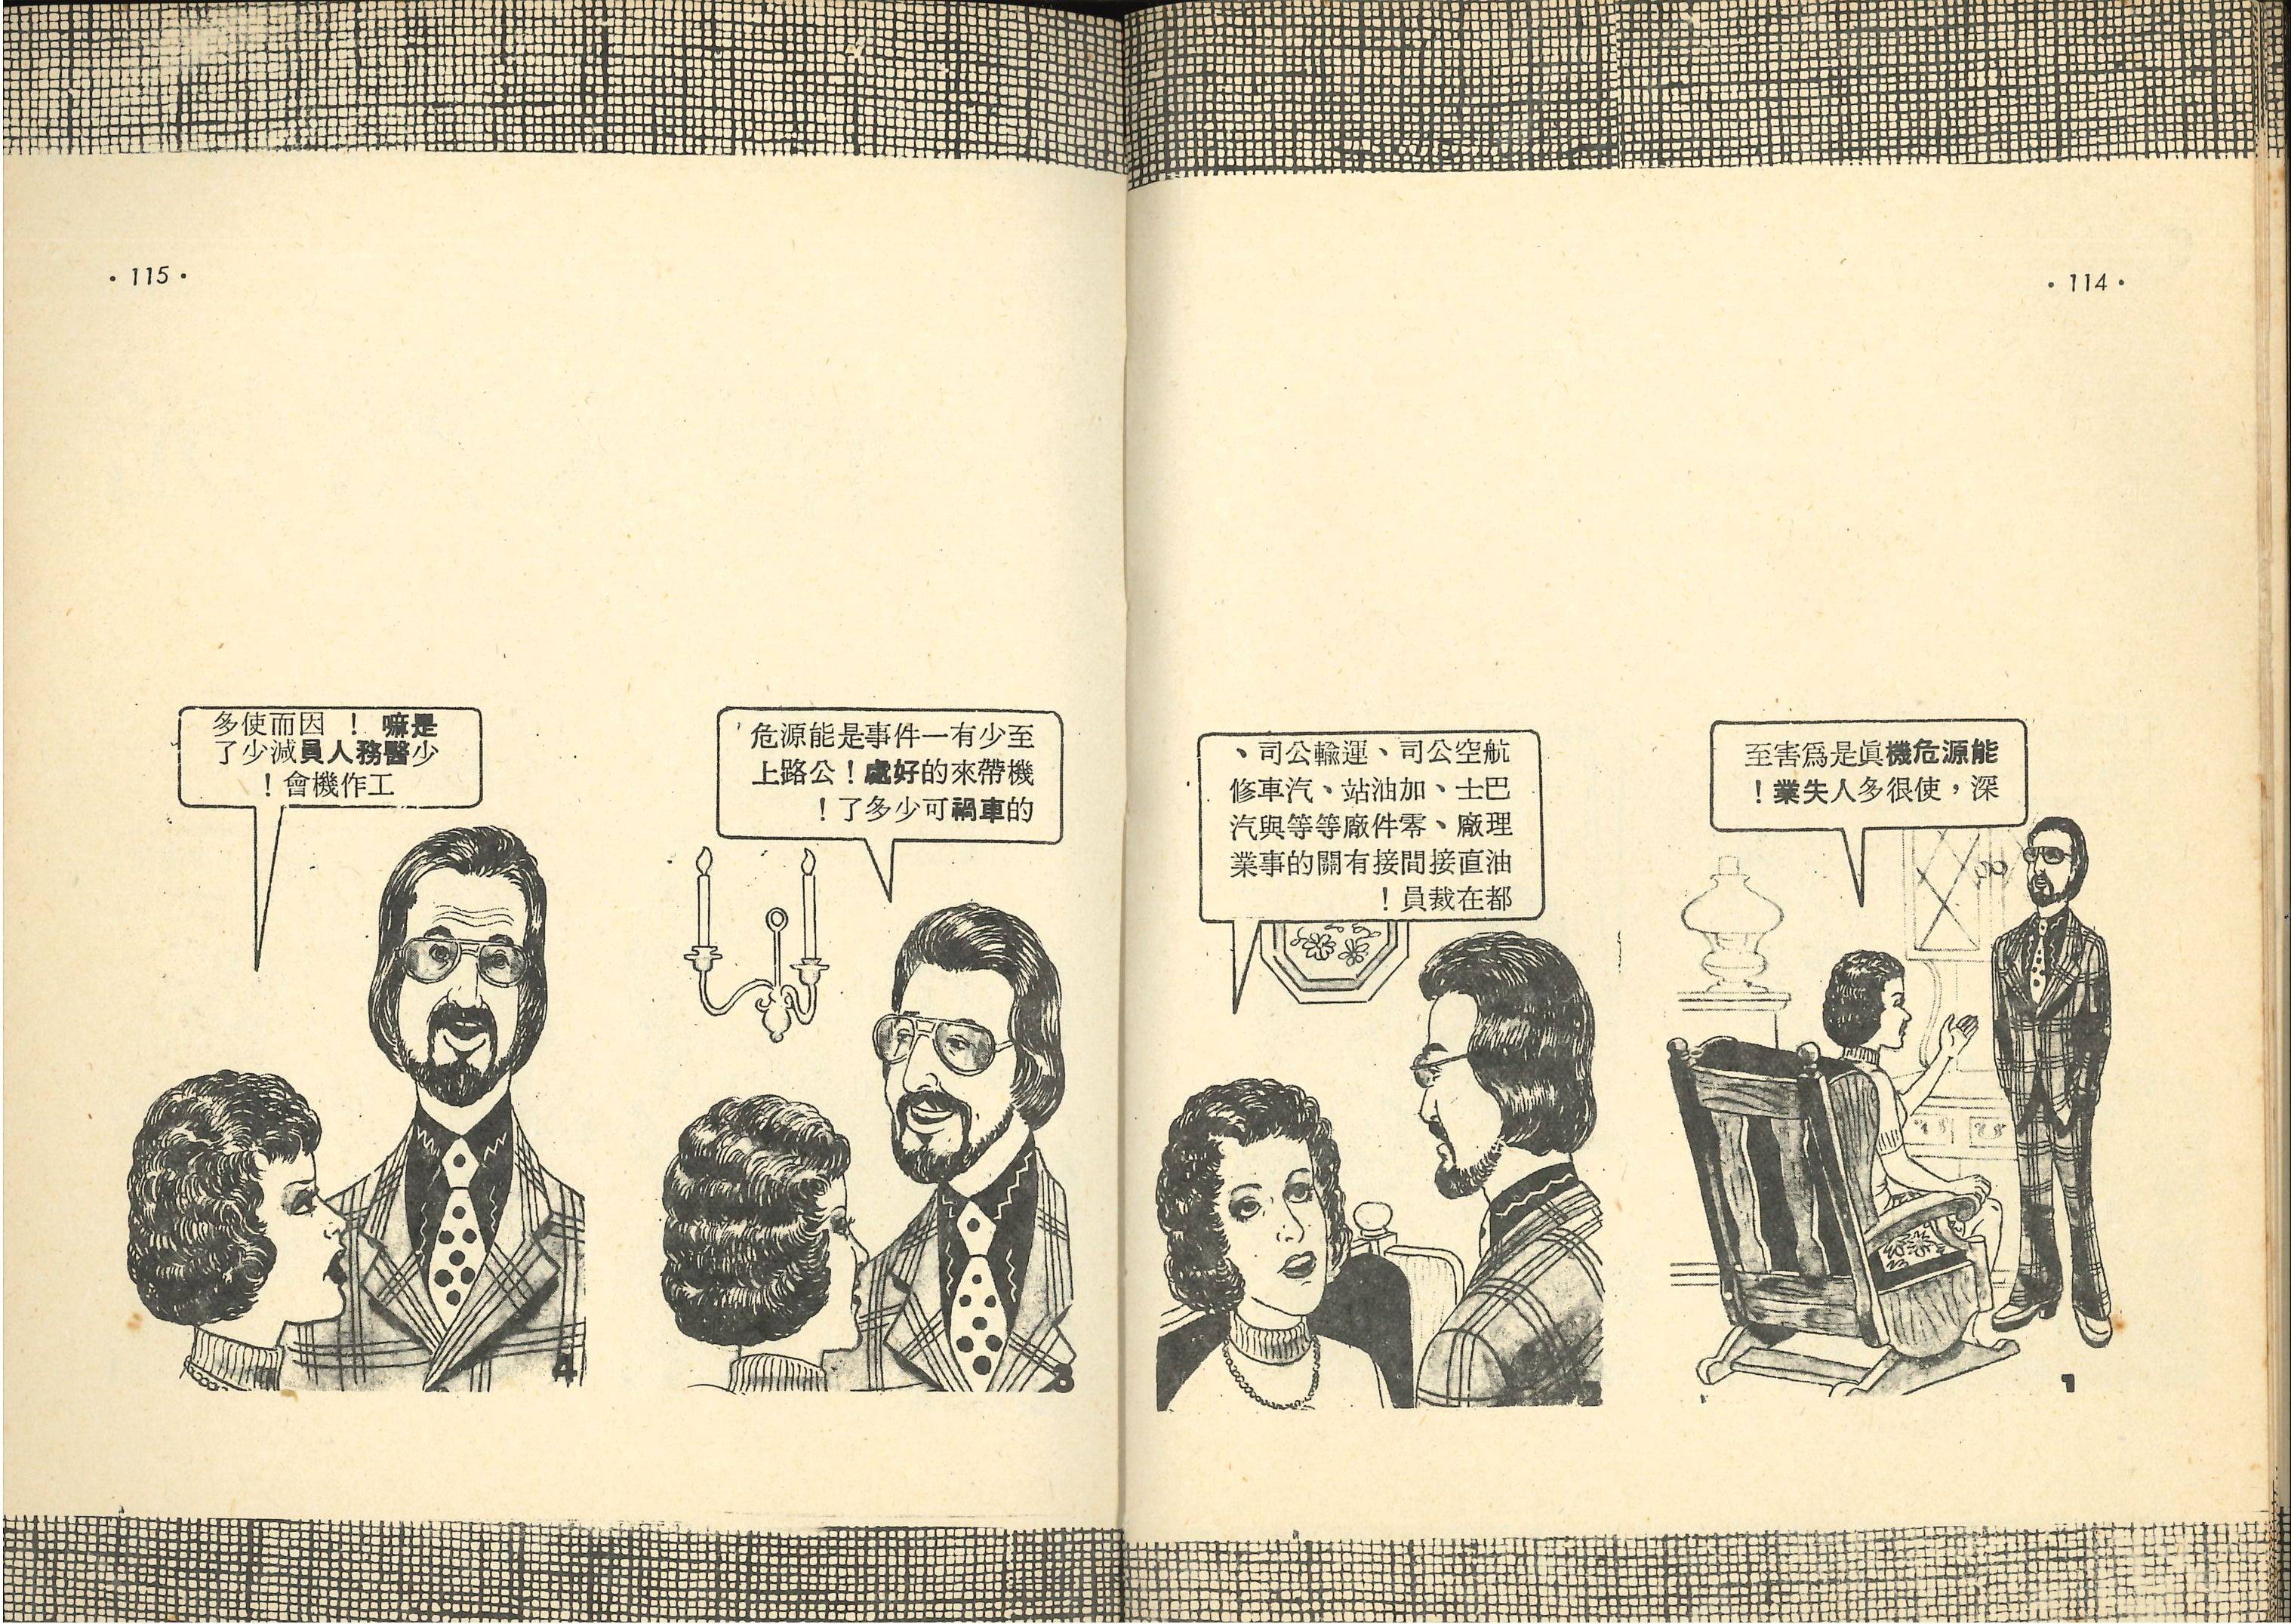 • 114 •
能源危機眞是爲害至
深，使很多人失業！
1
航空公司、運輸公司、
巴士、加油站、汽車修
理廠、零件廠等等與汽
油直接間接有關的事業
都在裁員！
• 115 •
至少有一件事是能源危
機帶來的好處！公路上
的車禍可少多了！
3
是嘛！因而使多
少醫務人員減少了
工作機會！
4